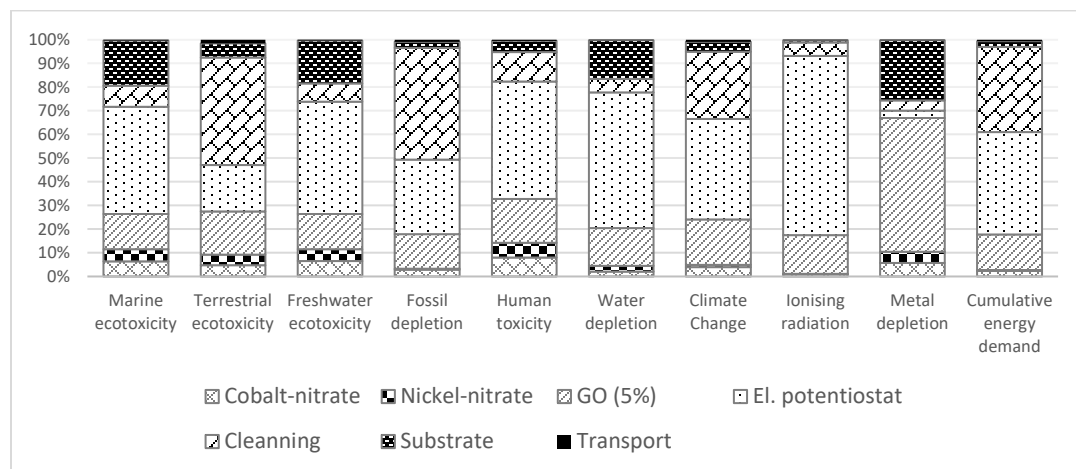 100%
90%
80%
70%
60%
50%
40%
30%
20%
10%
0%
Marine ecotoxicity
Terrestrial ecotoxicity
Freshwater ecotoxicity
Fossil depletion
Human toxicity
Water depletion
Climate Change
Ionising radiation
Metal depletion
Cumulative energy demand
Cobalt-nitrate
Nickel-nitrate
GO (5%)
El. potentiostat
Cleanning
Substrate
Transport